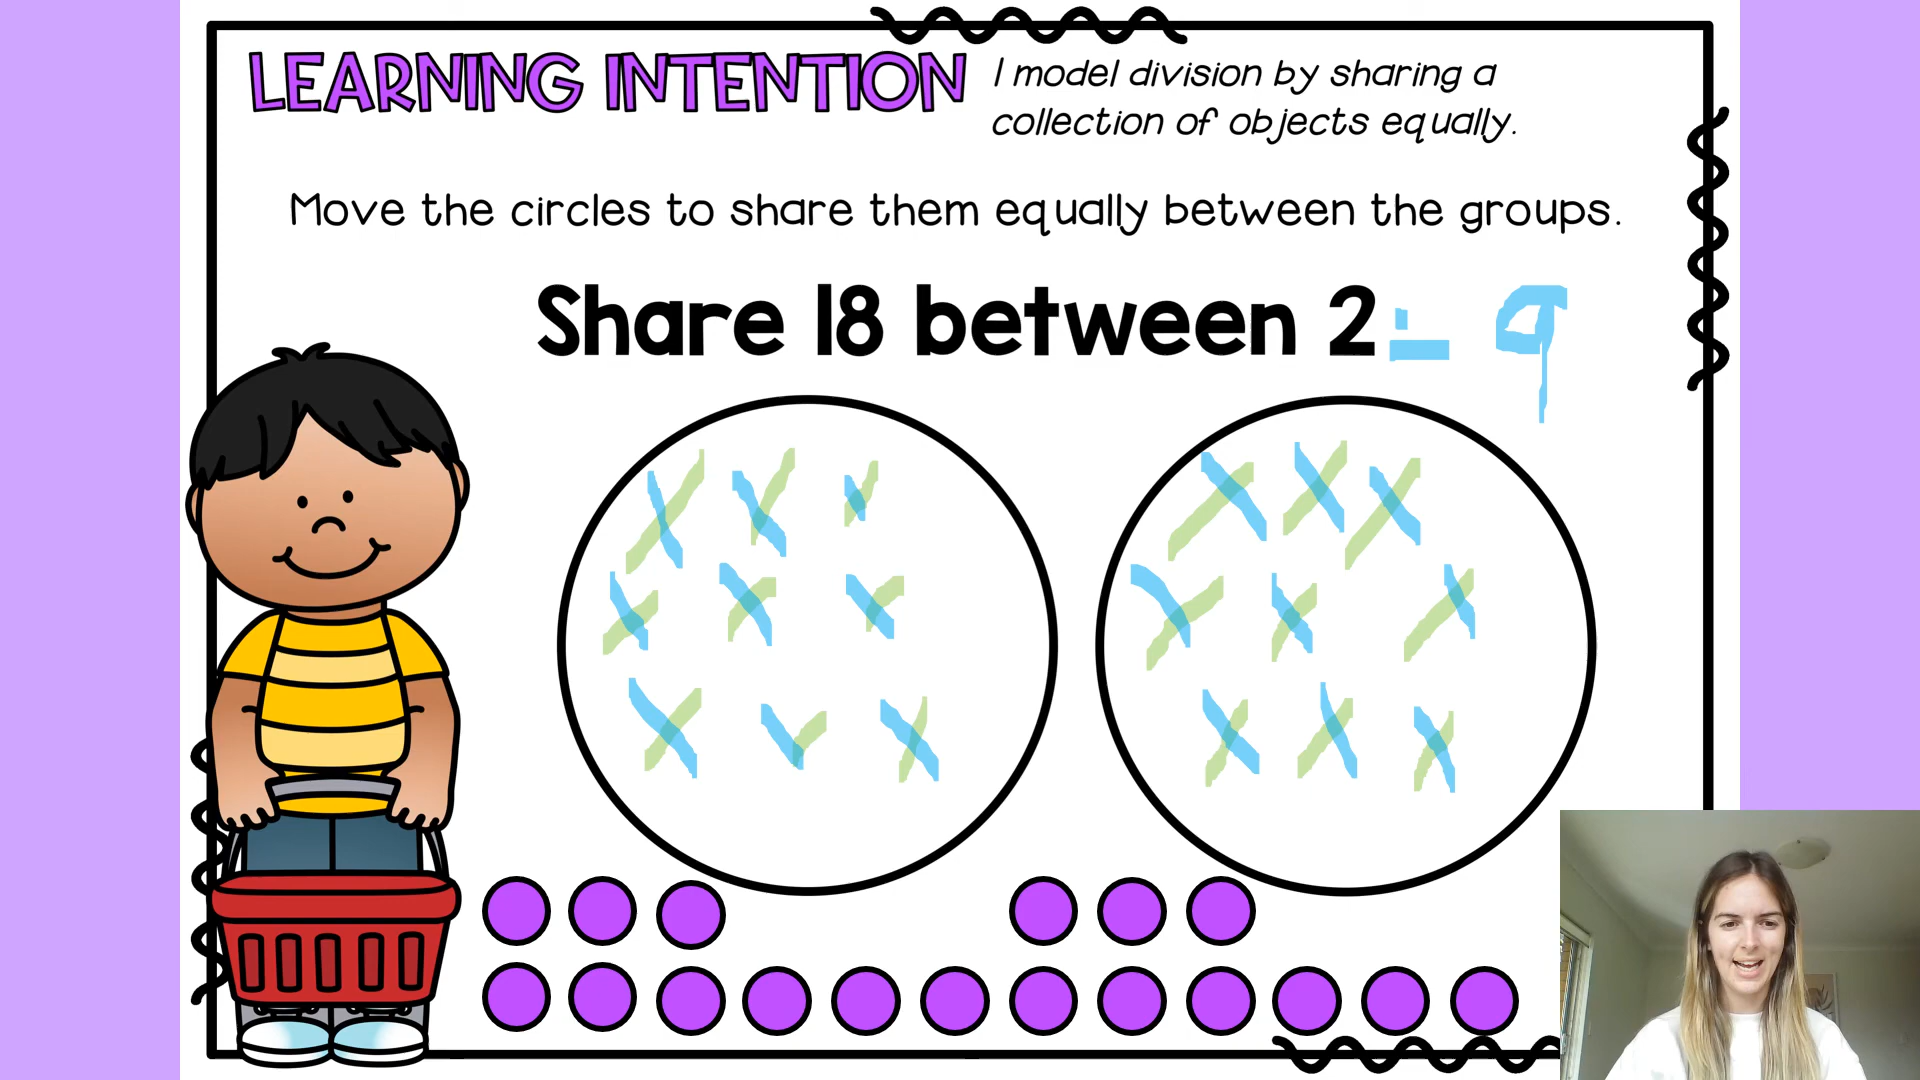 LEARNING INTENTION
I model division by sharing a
collection of objects equally.
Move the circles to share them equally between the groups.
Share 18 between 2 = 9